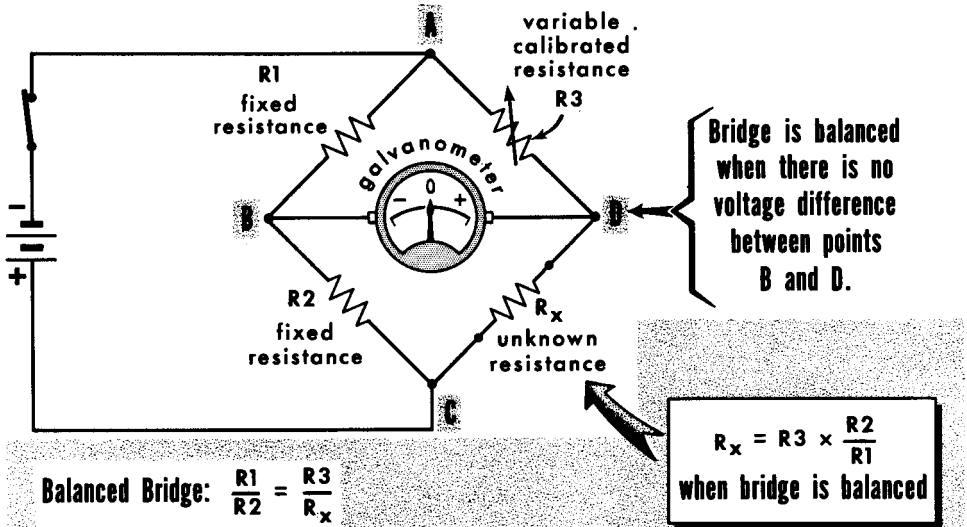 A
variable .
calibrated
resistance
R3
R1
fixed
resistance
galvanometer
- 0 +
B
D
Bridge is balanced
when there is no
voltage difference
between points
B and D.
-
+
R2
fixed
resistance
Rx
unknown
resistance
C
Rx = R3 × R2/R1
when bridge is balanced
Balanced Bridge: R1/R2 = R3/Rx